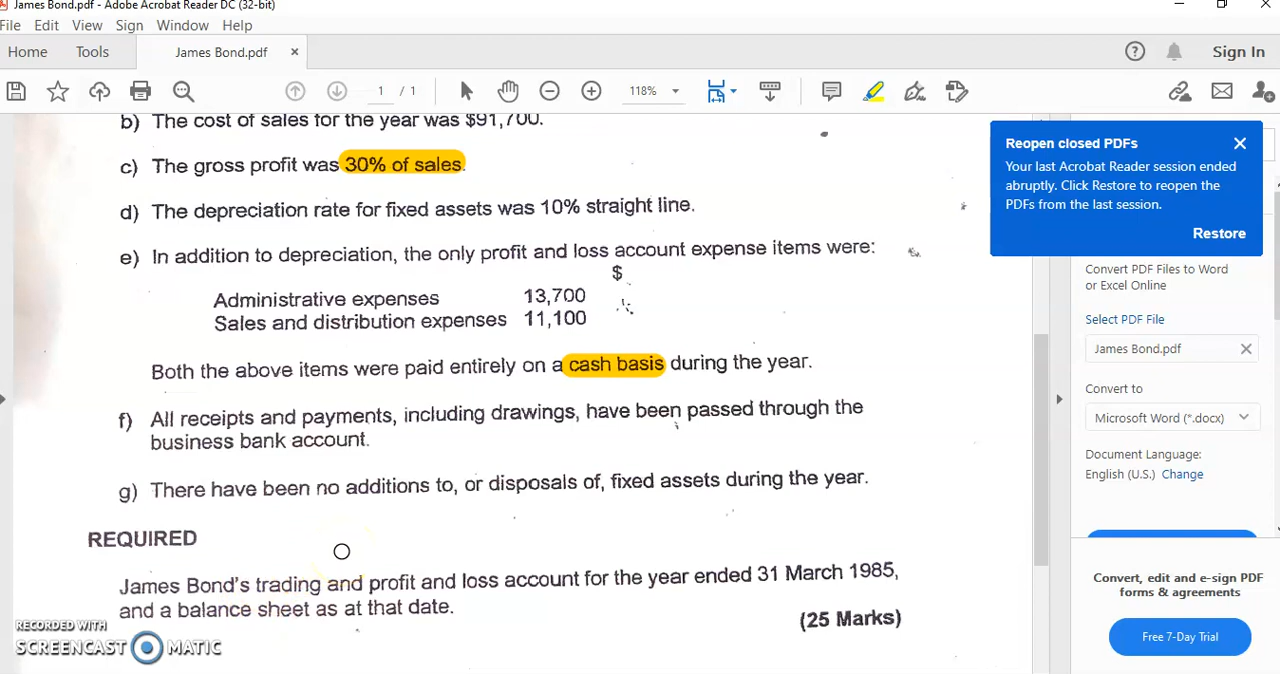 James Bond.pdf - Adobe Acrobat Reader DC (32-bit)
File Edit View Sign Window Help
Home Tools James Bond.pdf × Sign In
1 / 1 118%
b) The cost of sales for the year was $91,700.
c) The gross profit was 30% of sales.
d) The depreciation rate for fixed assets was 10% straight line.
e) In addition to depreciation, the only profit and loss account expense items were:
$
Administrative expenses 13,700
Sales and distribution expenses 11,100
Both the above items were paid entirely on a cash basis during the year.
f) All receipts and payments, including drawings, have been passed through the
business bank account.
g) There have been no additions to, or disposals of, fixed assets during the year.
REQUIRED
James Bond's trading and profit and loss account for the year ended 31 March 1985,
and a balance sheet as at that date.
(25 Marks)
RECORDED WITH
SCREENCAST MATIC
Reopen closed PDFs
Your last Acrobat Reader session ended
abruptly. Click Restore to reopen the
PDFs from the last session.
Restore
Convert PDF Files to Word
or Excel Online
Select PDF File
James Bond.pdf
Convert to
Microsoft Word (*.docx)
Document Language:
English (U.S.) Change
Convert, edit and e-sign PDF
forms & agreements
Free 7-Day Trial